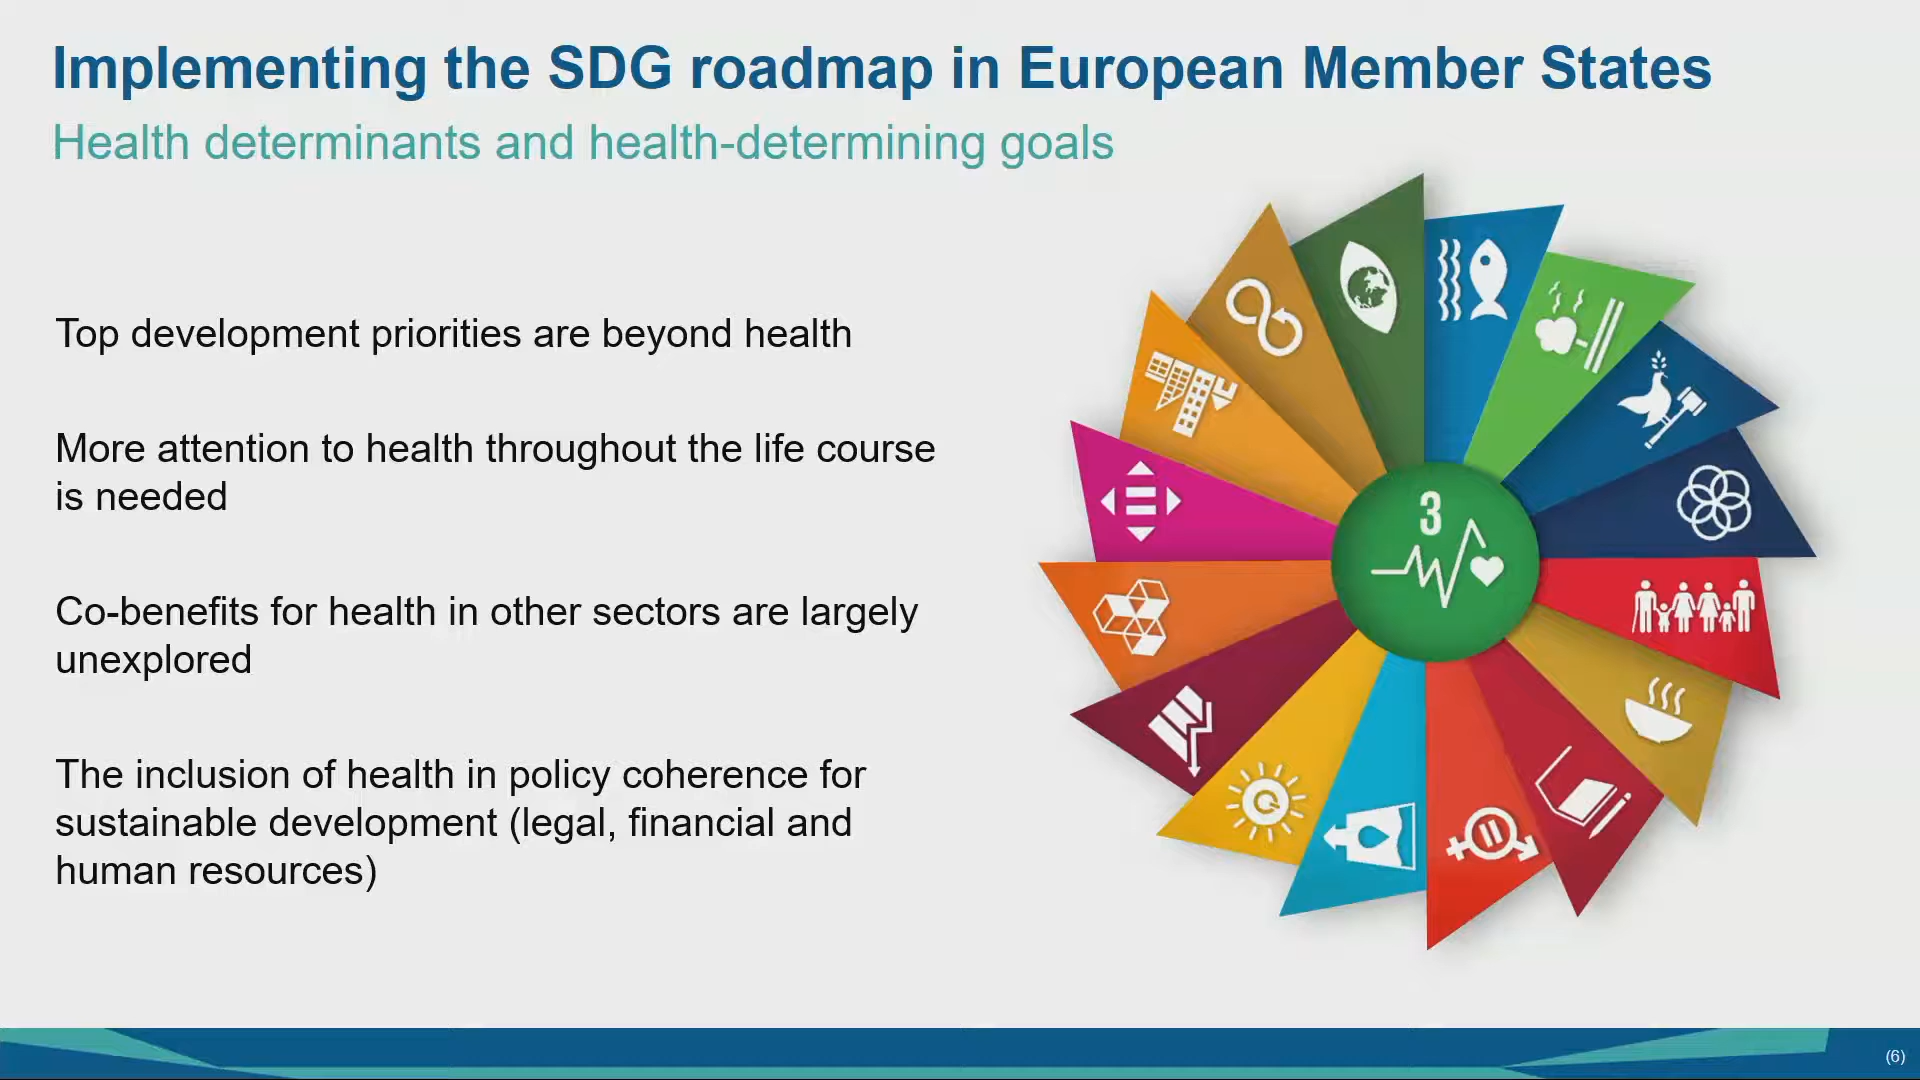 Implementing the SDG roadmap in European Member States
Health determinants and health-determining goals
Top development priorities are beyond health
More attention to health throughout the life course
is needed
Co-benefits for health in other sectors are largely
unexplored
The inclusion of health in policy coherence for
sustainable development (legal, financial and
human resources)
3
(6)